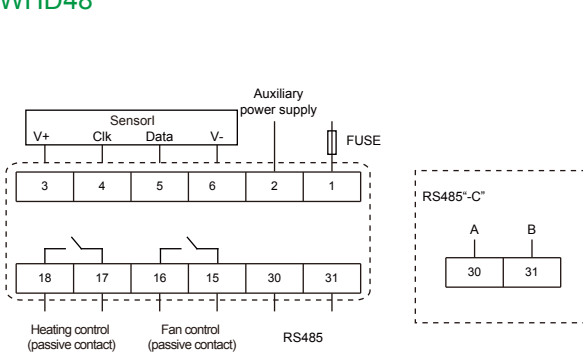 WHD48
Auxiliary
power supply
SensorI
V+ Clk Data V-
FUSE
3 4 5 6 2 1
18 17 16 15 30 31
Heating control
(passive contact)
Fan control
(passive contact)
RS485
RS485“-C”
A B
30 31